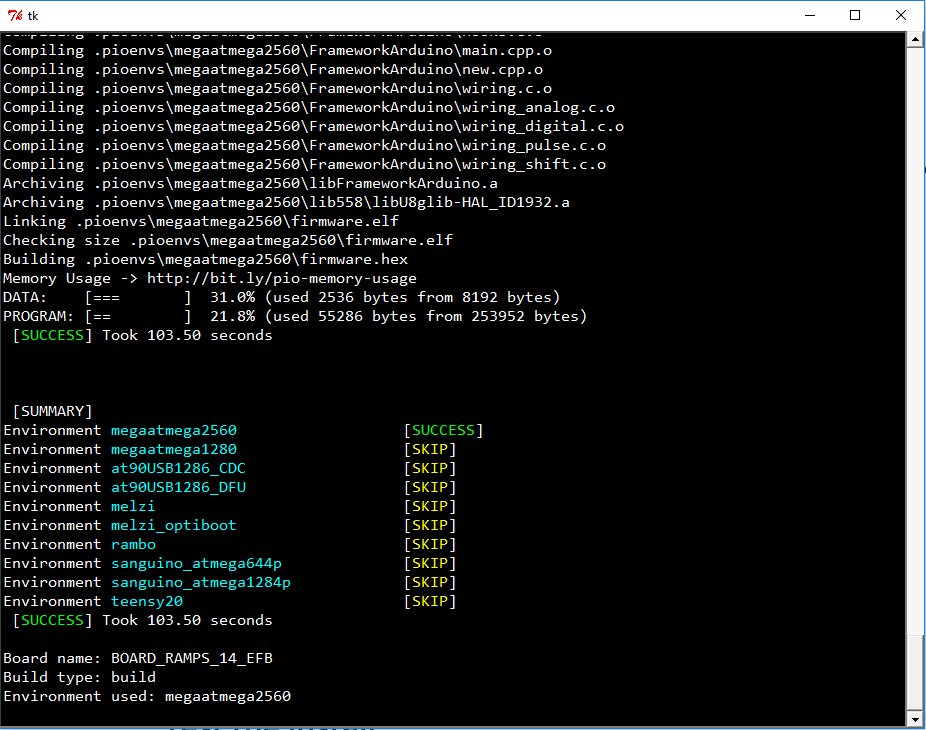 tk
Compiling .pioenvs\megaatmega2560\FrameworkArduino\main.cpp.o
Compiling .pioenvs\megaatmega2560\FrameworkArduino\new.cpp.o
Compiling .pioenvs\megaatmega2560\FrameworkArduino\wiring.c.o
Compiling .pioenvs\megaatmega2560\FrameworkArduino\wiring_analog.c.o
Compiling .pioenvs\megaatmega2560\FrameworkArduino\wiring_digital.c.o
Compiling .pioenvs\megaatmega2560\FrameworkArduino\wiring_pulse.c.o
Compiling .pioenvs\megaatmega2560\FrameworkArduino\wiring_shift.c.o
Archiving .pioenvs\megaatmega2560\libFrameworkArduino.a
Archiving .pioenvs\megaatmega2560\lib558\libU8glib-HAL_ID1932.a
Linking .pioenvs\megaatmega2560\firmware.elf
Checking size .pioenvs\megaatmega2560\firmware.elf
Building .pioenvs\megaatmega2560\firmware.hex
Memory Usage -> http://bit.ly/pio-memory-usage
DATA:    [===       ]  31.0% (used 2536 bytes from 8192 bytes)
PROGRAM: [==        ]  21.8% (used 55286 bytes from 253952 bytes)
[SUCCESS] Took 103.50 seconds
[SUMMARY]
Environment megaatmega2560 [SUCCESS]
Environment megaatmega1280 [SKIP]
Environment at90USB1286_CDC [SKIP]
Environment at90USB1286_DFU [SKIP]
Environment melzi [SKIP]
Environment melzi_optiboot [SKIP]
Environment rambo [SKIP]
Environment sanguino_atmega644p [SKIP]
Environment sanguino_atmega1284p [SKIP]
Environment teensy20 [SKIP]
[SUCCESS] Took 103.50 seconds
Board name: BOARD_RAMPS_14_EFB
Build type: build
Environment used: megaatmega2560